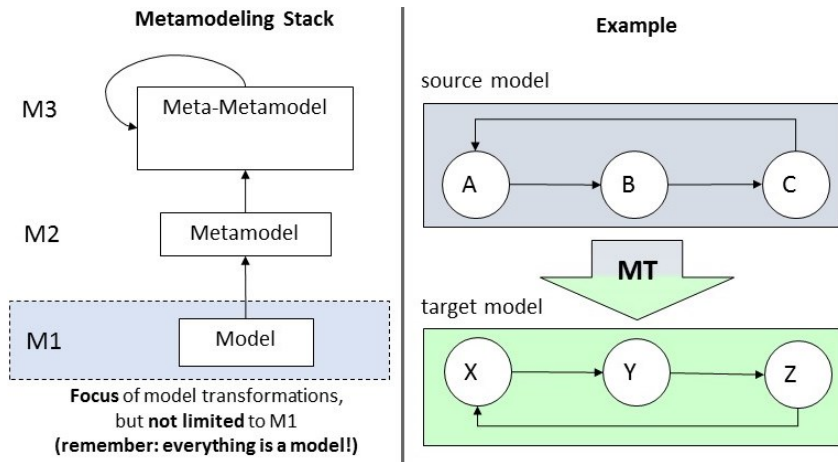 Metamodeling Stack
M3
Meta-Metamodel
M2
Metamodel
M1
Model
Focus of model transformations,
but not limited to M1
(remember: everything is a model!)
Example
source model
A
B
C
MT
target model
X
Y
Z